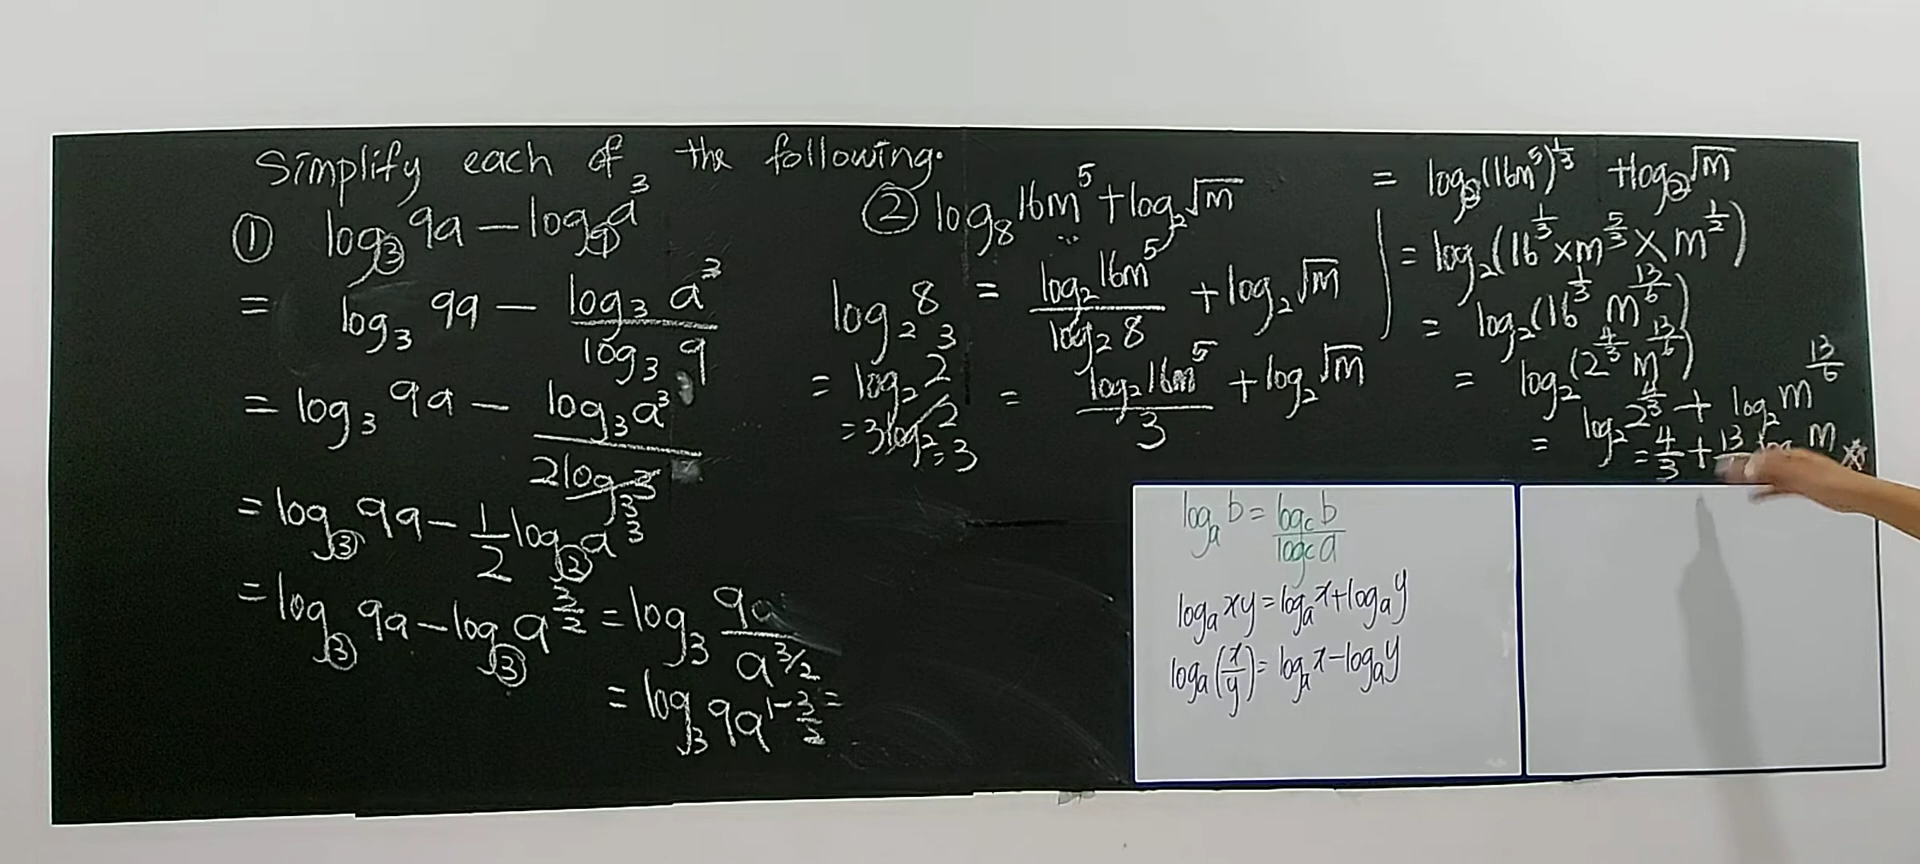 Simplify each of the following.
① log₃ 9a − log₉ a³
= log₃ 9a − log₃ a³ / log₃ 9
= log₃ 9a − log₃ a³ / 2log₃ 3
= log₃ 9a − 1/2 log₃ a³
= log₃ 9a − log₃ a^(3/2) = log₃ 9a / a^(3/2)
= log₃ 9a^(1−3/2) =
② log₈ 16m⁵ + log₂ √m
= log₂ 16m⁵ / log₂ 8 + log₂ √m
= log₂ 16m⁵ / 3 + log₂ √m
log₂ 8
= log₂ 2³
= 3log₂ 2 = 3
= log₂ (16m⁵)^(1/3) + log₂ √m
= log₂ (16^(1/3) × m^(5/3) × m^(1/2))
= log₂ (16^(1/3) m^(13/6))
= log₂ (2^(4/3) m^(13/6))
= log₂ 2^(4/3) + log₂ m^(13/6)
= 4/3 + 13 m
logₐ b = log_c b / log_c a
logₐ xy = logₐ x + logₐ y
logₐ (x/y) = logₐ x − logₐ y